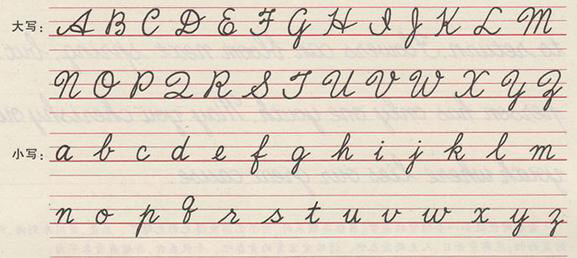 大写: A B C D E F G H I J K L M
N O P Q R S T U V W X Y Z
小写: a b c d e f g h i j k l m
n o p q r s t u v w x y z